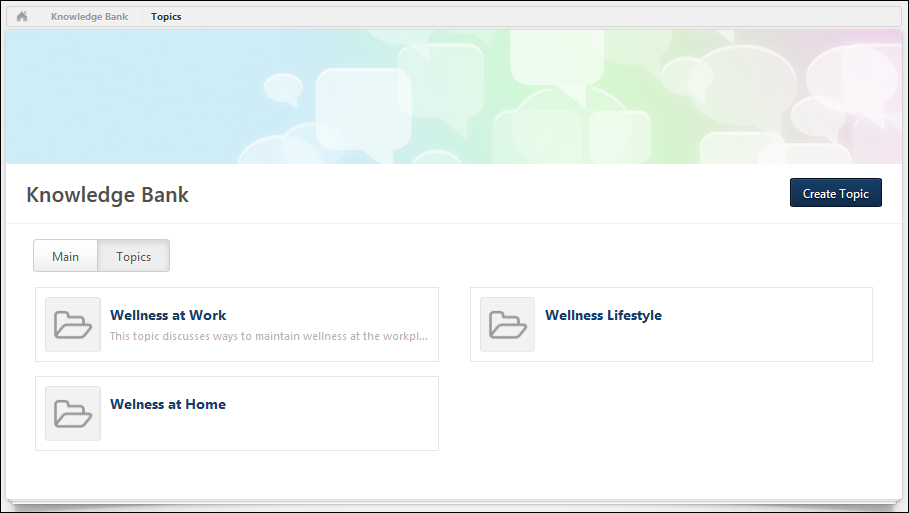 Knowledge Bank Topics
Knowledge Bank
Create Topic
Main Topics
Wellness at Work
This topic discusses ways to maintain wellness at the workpl...
Wellness Lifestyle
Welness at Home